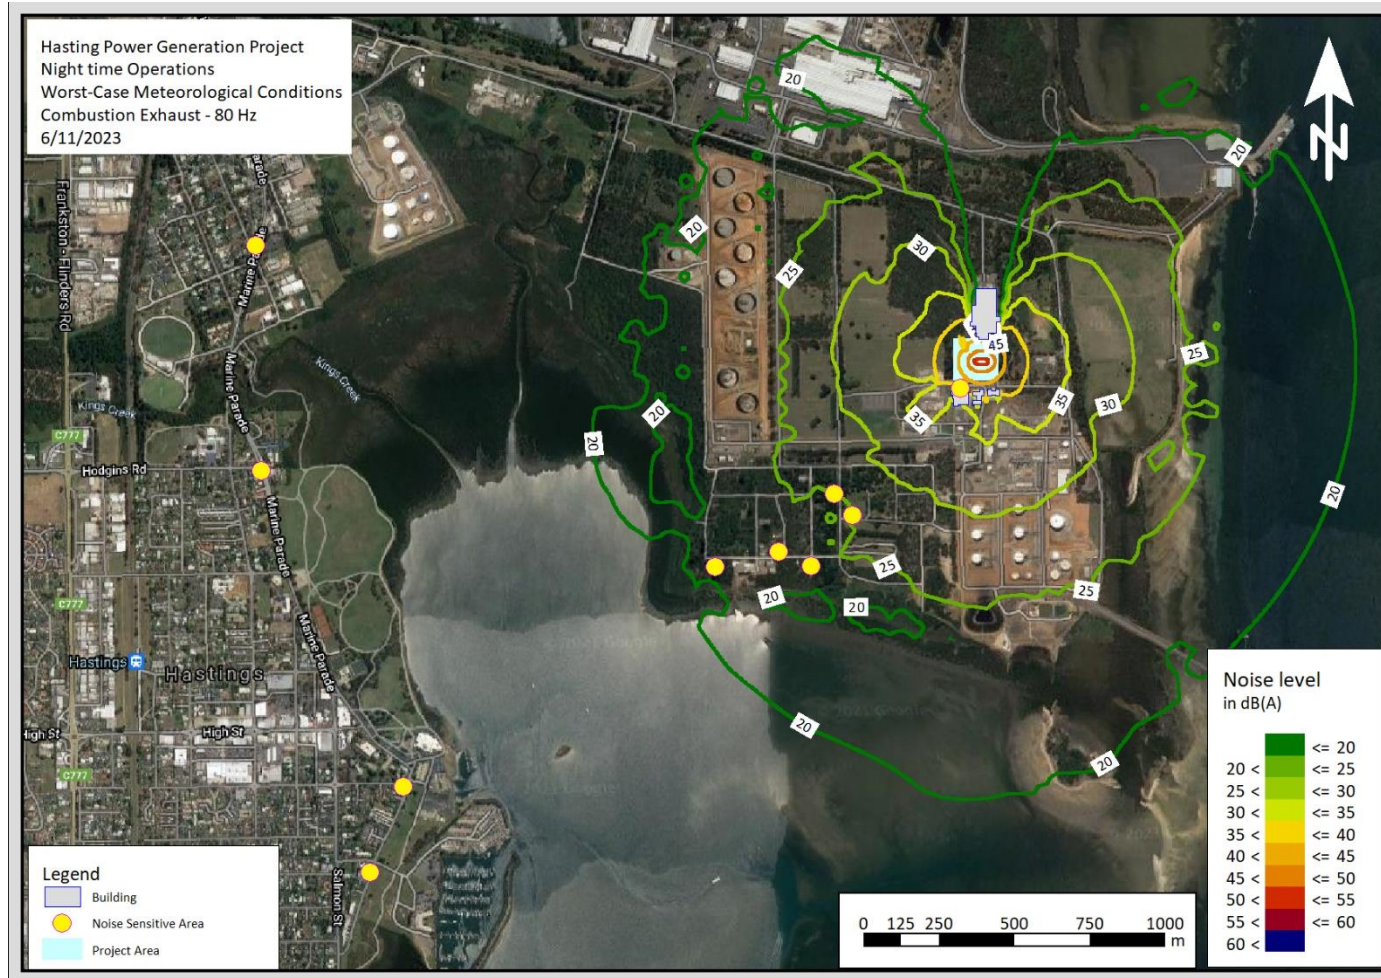 Hasting Power Generation Project
Night time Operations
Worst-Case Meteorological Conditions
Combustion Exhaust - 80 Hz
6/11/2023
N
20
20
20
30
25
45
25
20
35
35
30
20
20
25
25
20
20
20
20
Parade
Marine Parade
Frankston - Flinders Rd
Kings Creek
Marine Parade
Kings Creek
C777
Hodgins Rd
Marine Parade
C777
Marine Parade
Hastings
Hastings
High St
High St
C777
Salmon St
Legend
Building
Noise Sensitive Area
Project Area
0 125 250 500 750 1000
m
Noise level
in dB(A)
<= 20
20 < <= 25
25 < <= 30
30 < <= 35
35 < <= 40
40 < <= 45
45 < <= 50
50 < <= 55
55 < <= 60
60 <